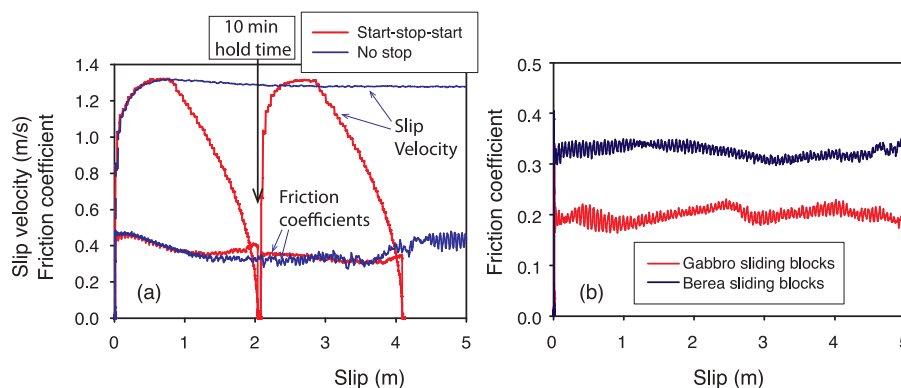 10 min
hold time
Start-stop-start
No stop
Slip velocity (m/s)
Friction coefficient
1.4
1.2
1.0
0.8
0.6
0.4
0.2
0.0
Slip
Velocity
Friction
coefficients
(a)
0 1 2 3 4 5
Slip (m)
Friction coefficient
0.5
0.4
0.3
0.2
0.1
0.0
Gabbro sliding blocks
Berea sliding blocks
(b)
0 1 2 3 4 5
Slip (m)